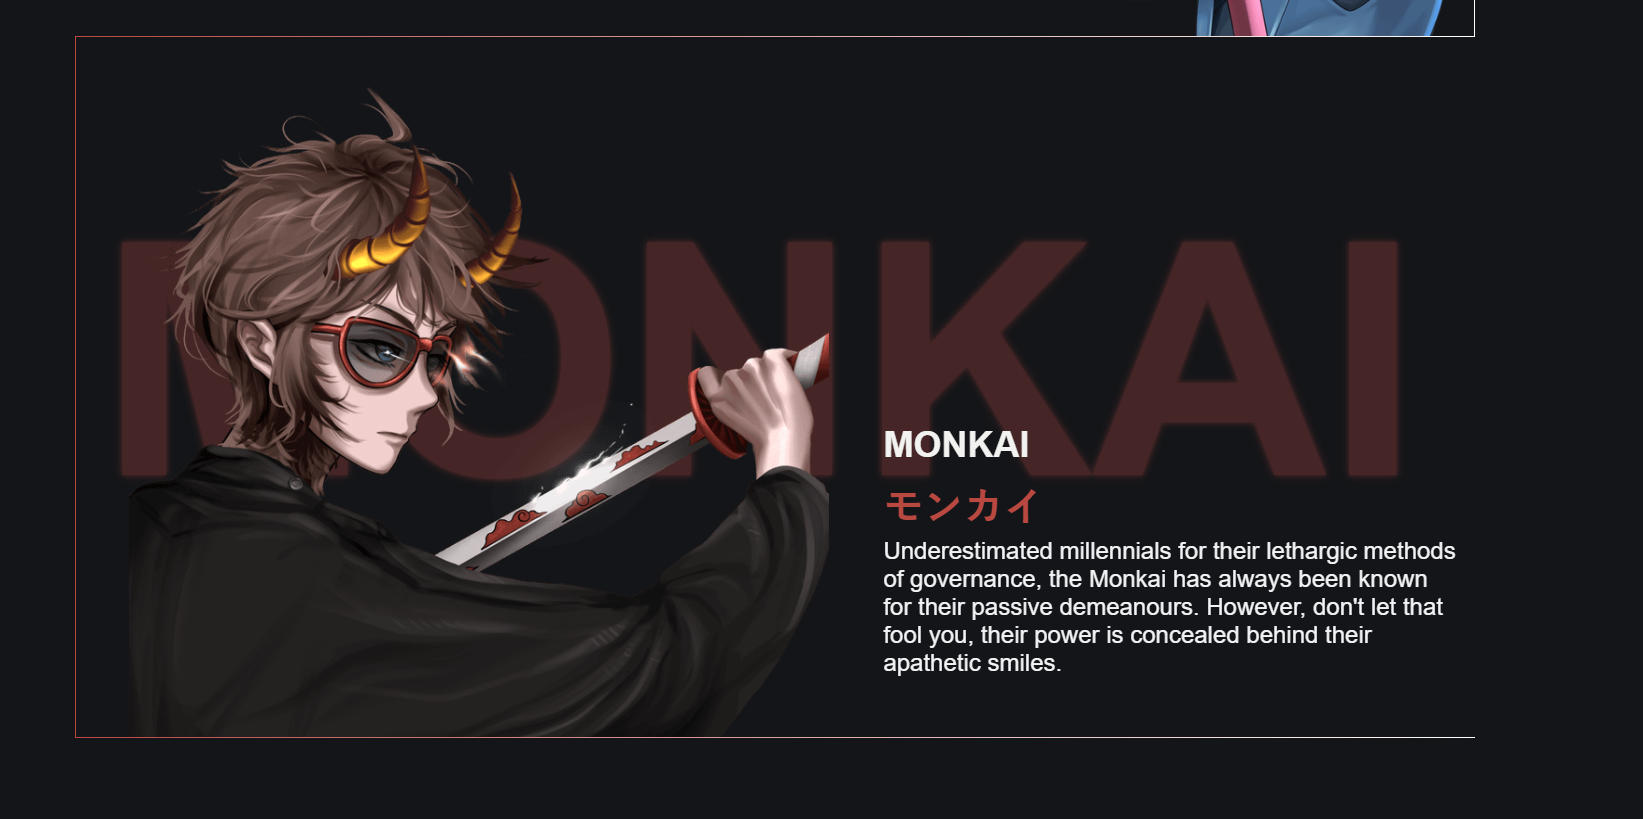 MONKAI
MONKAI
モンカイ
Underestimated millennials for their lethargic methods
of governance, the Monkai has always been known
for their passive demeanours. However, don't let that
fool you, their power is concealed behind their
apathetic smiles.